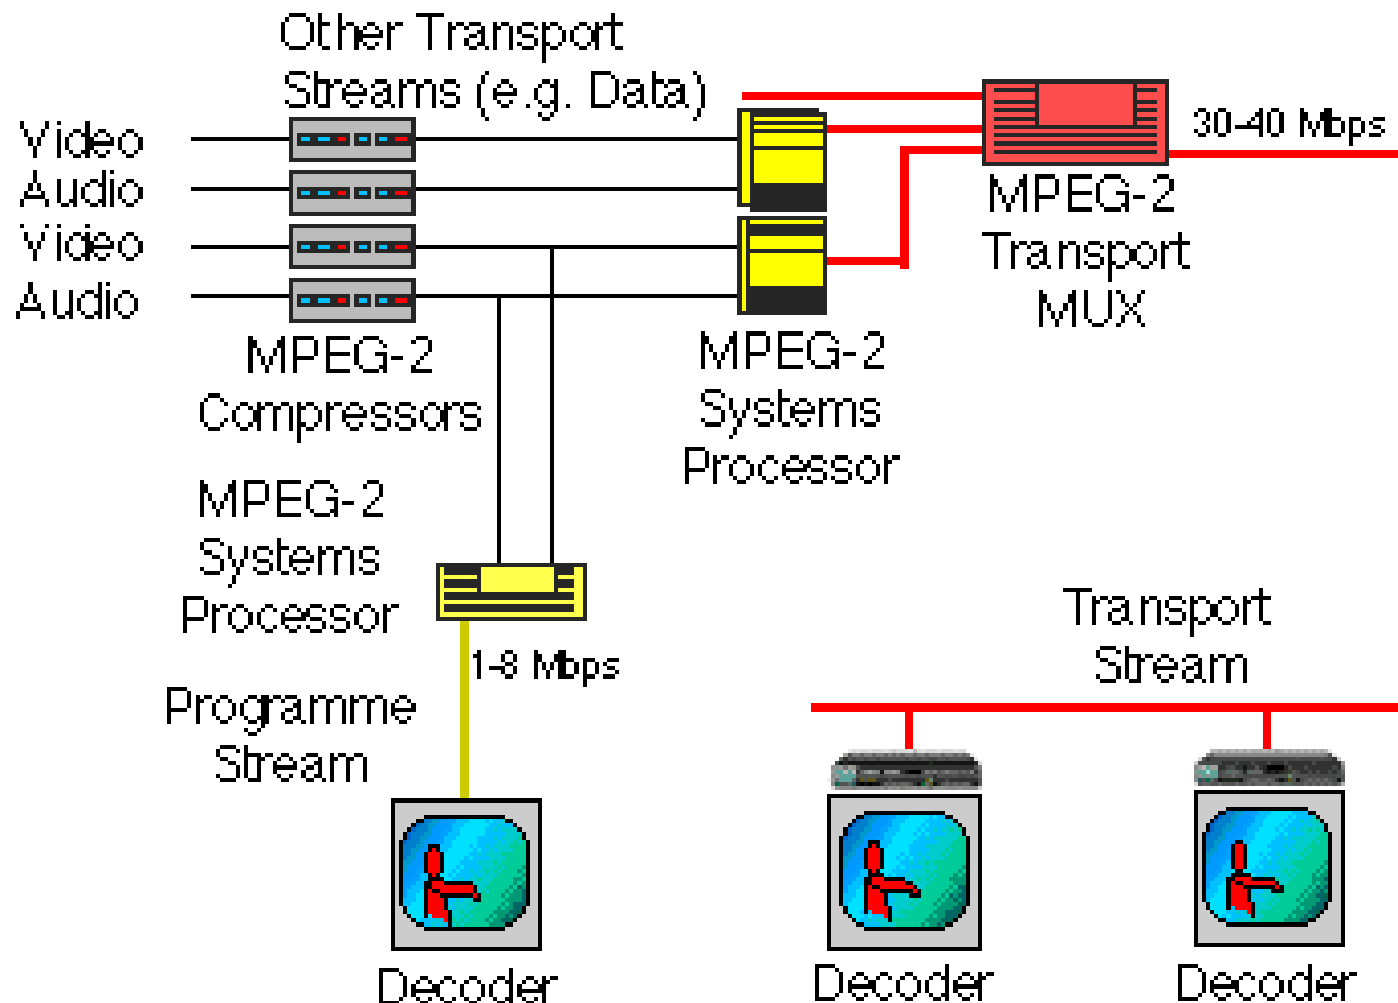 Other Transport
Streams (e.g. Data)
Video
Audio
Video
Audio
30-40 Mbps
MPEG-2
Transport
MUX
MPEG-2
Compressors
MPEG-2
Systems
Processor
MPEG-2
Systems
Processor
1-8 Mbps
Programme
Stream
Transport
Stream
Decoder
Decoder
Decoder